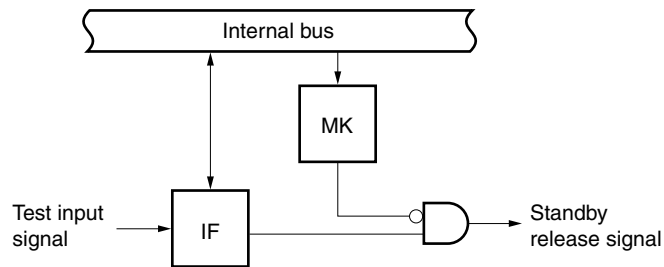 Internal bus
MK
Test input
signal
IF
Standby
release signal